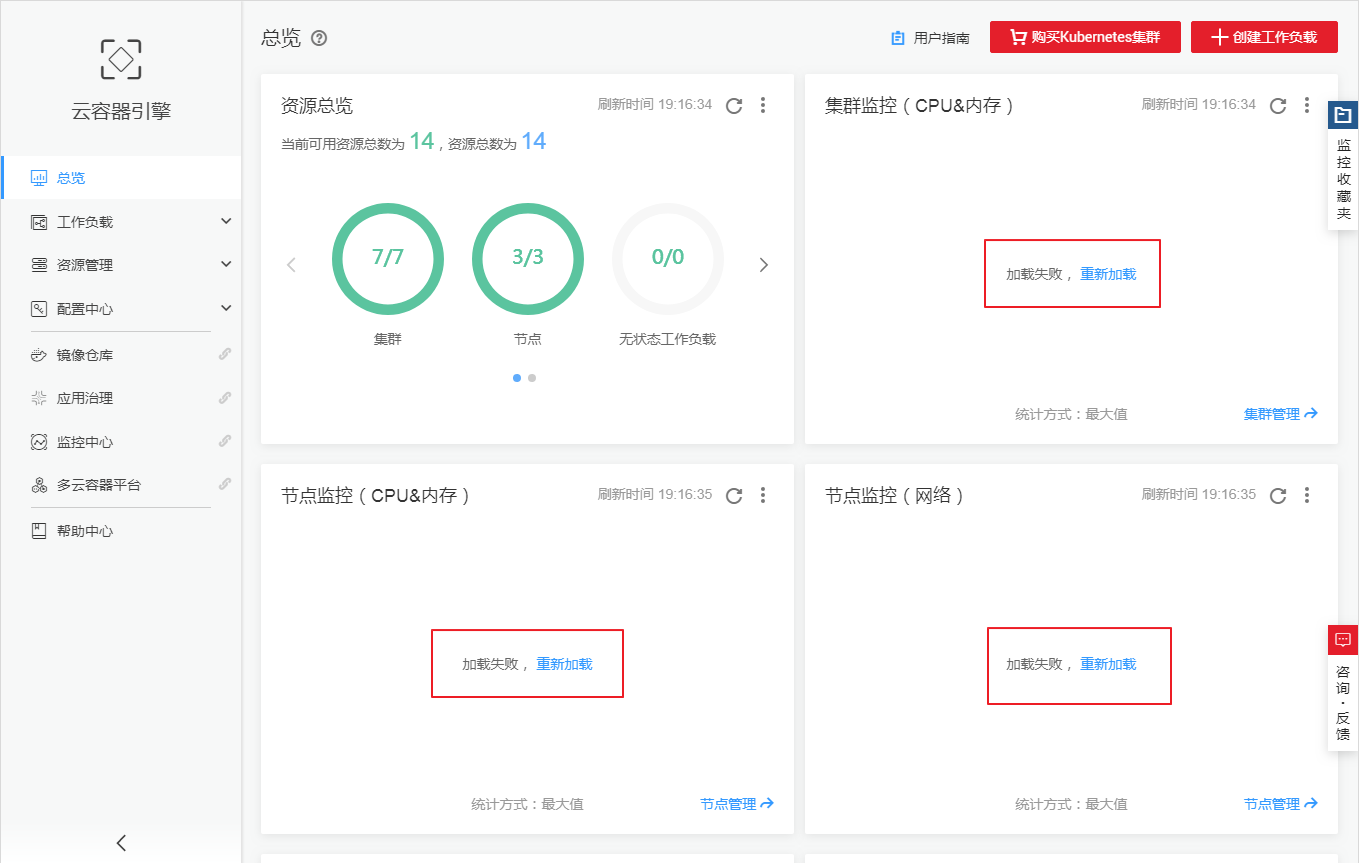 云容器引擎
总览
工作负载
资源管理
配置中心
镜像仓库
应用治理
监控中心
多云容器平台
帮助中心
总览
用户指南
购买Kubernetes集群
创建工作负载
资源总览
刷新时间 19:16:34
当前可用资源总数为 14 , 资源总数为 14
7/7
3/3
0/0
集群
节点
无状态工作负载
集群监控 ( CPU&内存 )
刷新时间 19:16:34
加载失败， 重新加载
统计方式：最大值
集群管理
节点监控 ( CPU&内存 )
刷新时间 19:16:35
加载失败， 重新加载
统计方式：最大值
节点管理
节点监控 ( 网络 )
刷新时间 19:16:35
加载失败， 重新加载
统计方式：最大值
节点管理
监控收藏夹
咨询·反馈